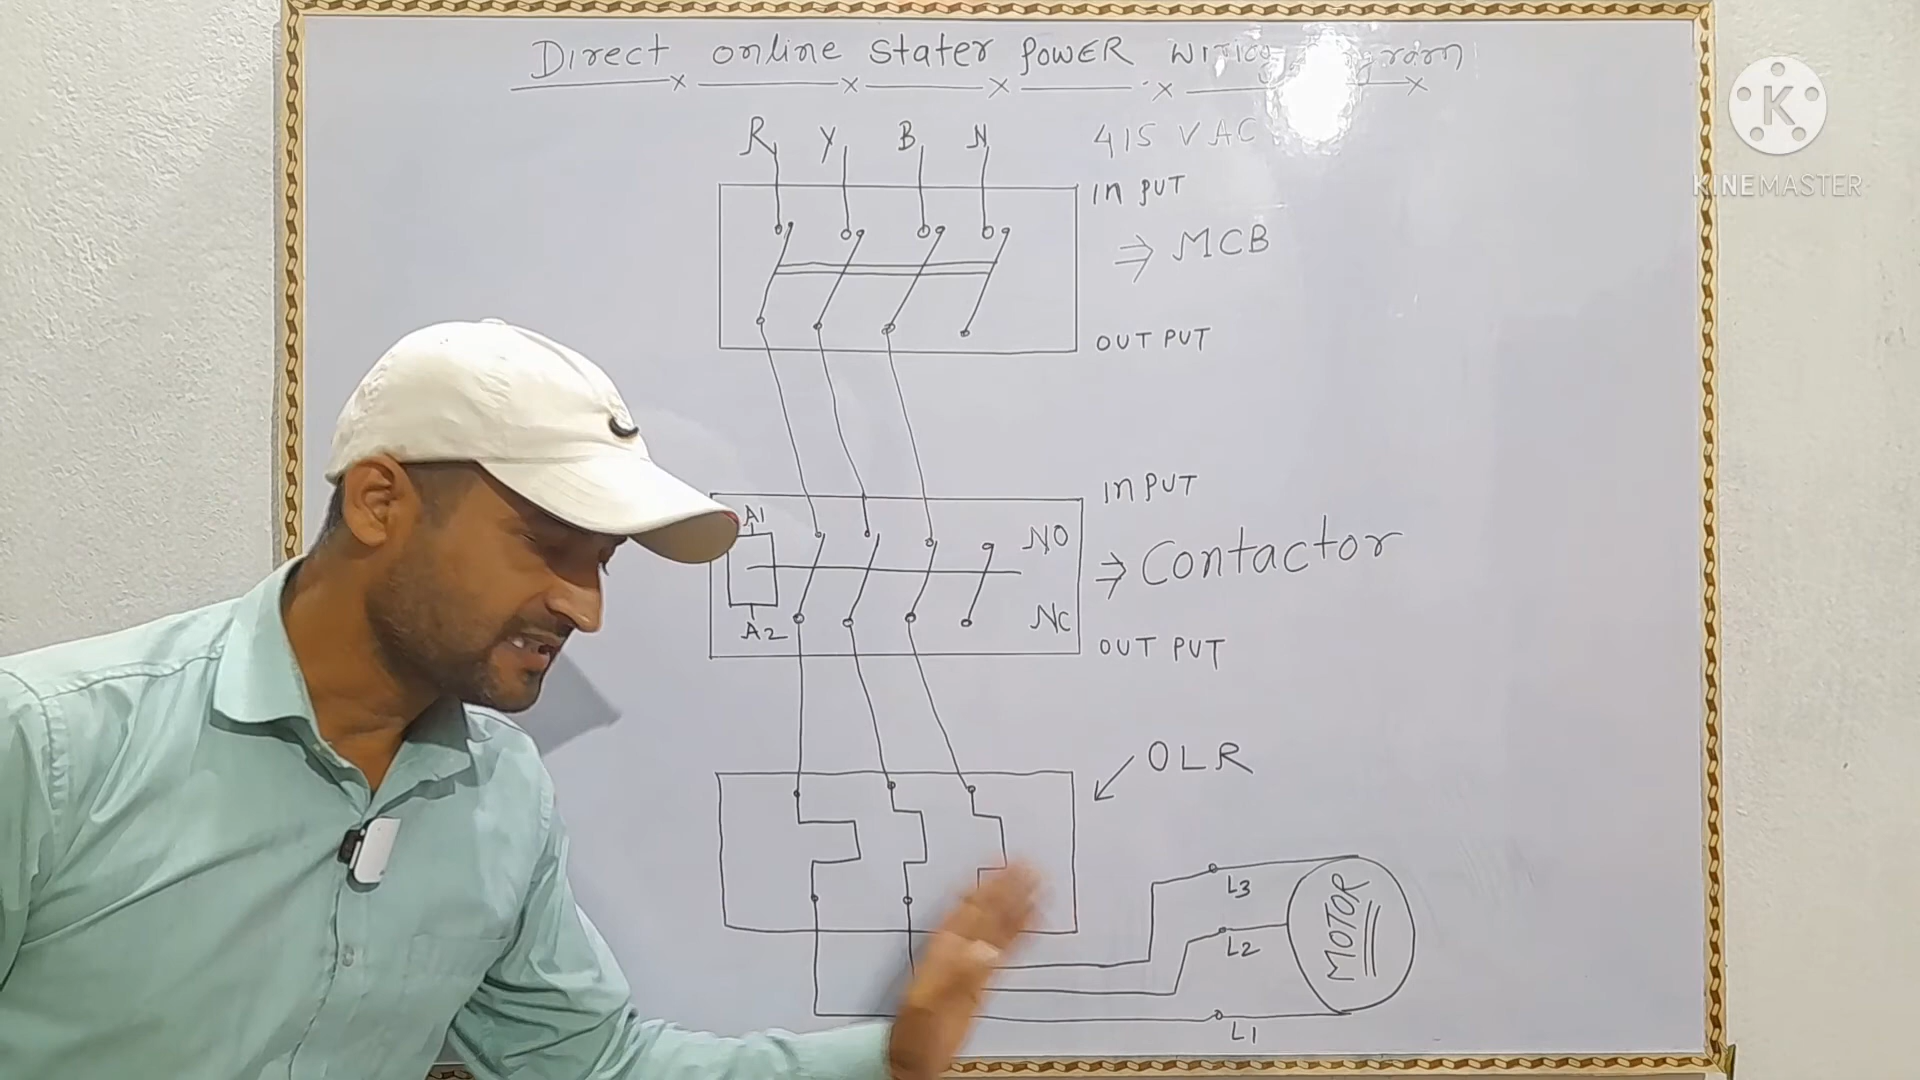 Direct online Stater POWER
R Y B N 415 VAC
IN PUT
⇒ MCB
OUT PUT
IN PUT
A1
NO
⇒ Contactor
A2
NC
OUT PUT
OLR
L3
L2
MOTOR
L1
K
KINEMASTER